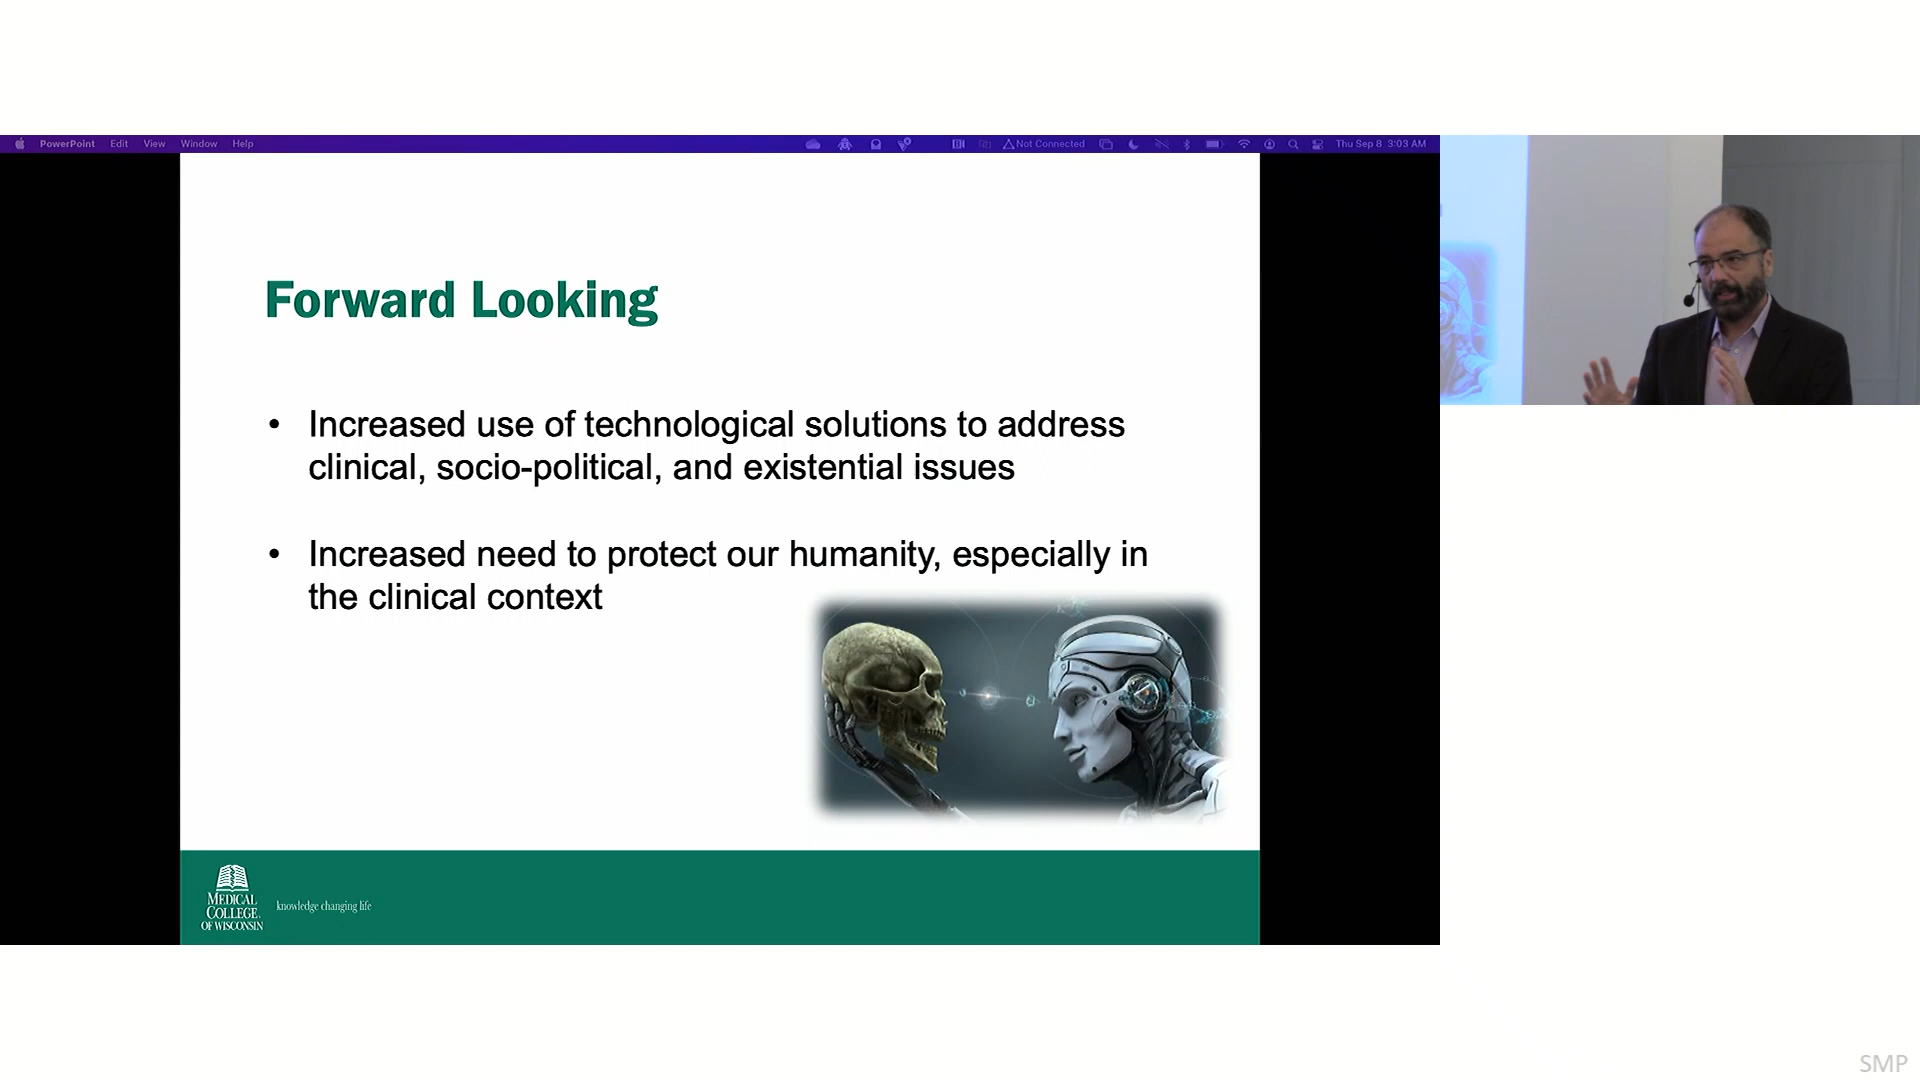 PowerPoint Edit View Window Help
Not Connected
Thu Sep 8 3:03 AM
Forward Looking
• Increased use of technological solutions to address
clinical, socio-political, and existential issues
• Increased need to protect our humanity, especially in
the clinical context
MEDICAL
COLLEGE
OF WISCONSIN
knowledge changing life
SMP